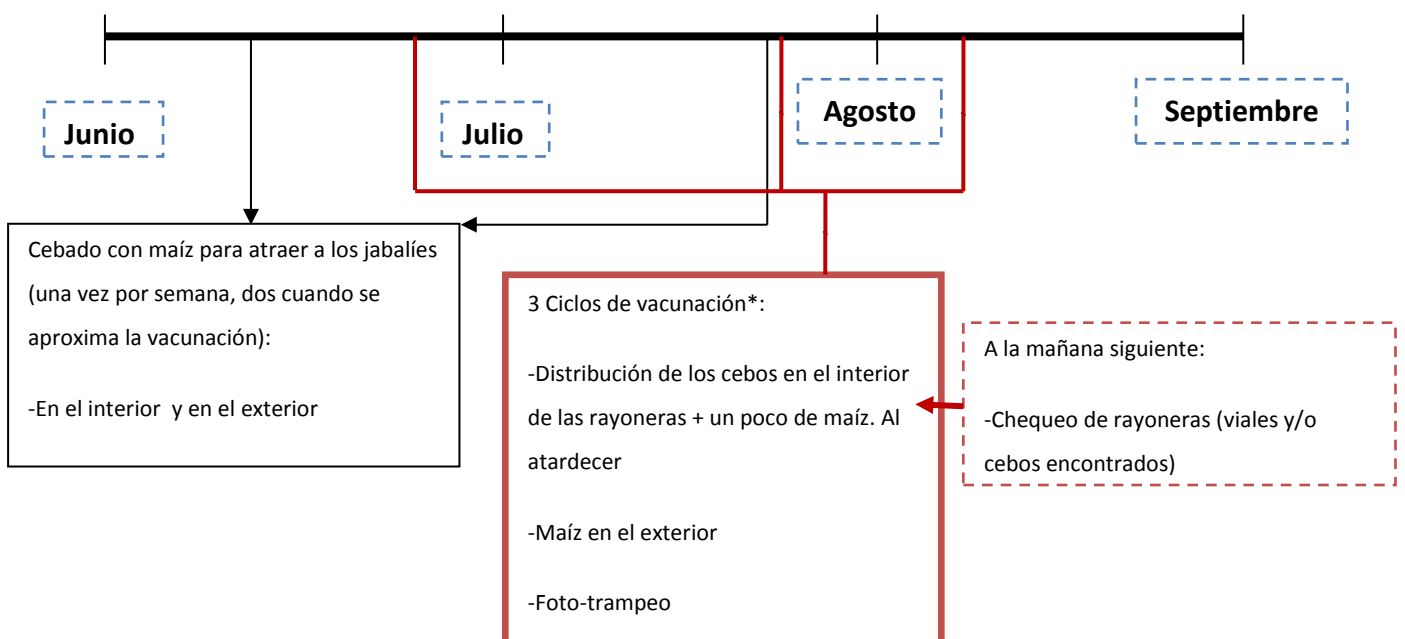 Junio
Julio
Agosto
Septiembre
Cebado con maíz para atraer a los jabalíes
(una vez por semana, dos cuando se
aproxima la vacunación):
-En el interior y en el exterior
3 Ciclos de vacunación*:
-Distribución de los cebos en el interior
de las rayoneras + un poco de maíz. Al
atardecer
-Maíz en el exterior
-Foto-trampeo
A la mañana siguiente:
-Chequeo de rayoneras (viales y/o
cebos encontrados)